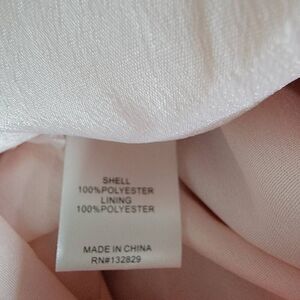 SHELL
100%POLYESTER
LINING
100%POLYESTER
MADE IN CHINA
RN#132829